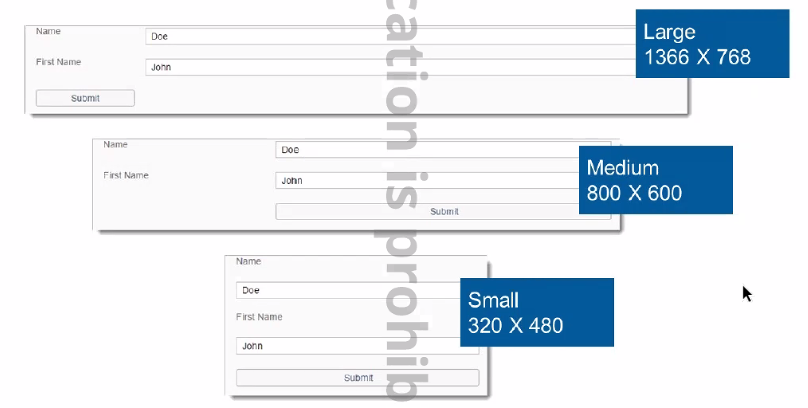 Name
Doe
First Name
John
Submit
Large
1366 X 768
Name
Doe
First Name
John
Submit
Medium
800 X 600
Name
Doe
First Name
John
Submit
Small
320 X 480
cation is prohib